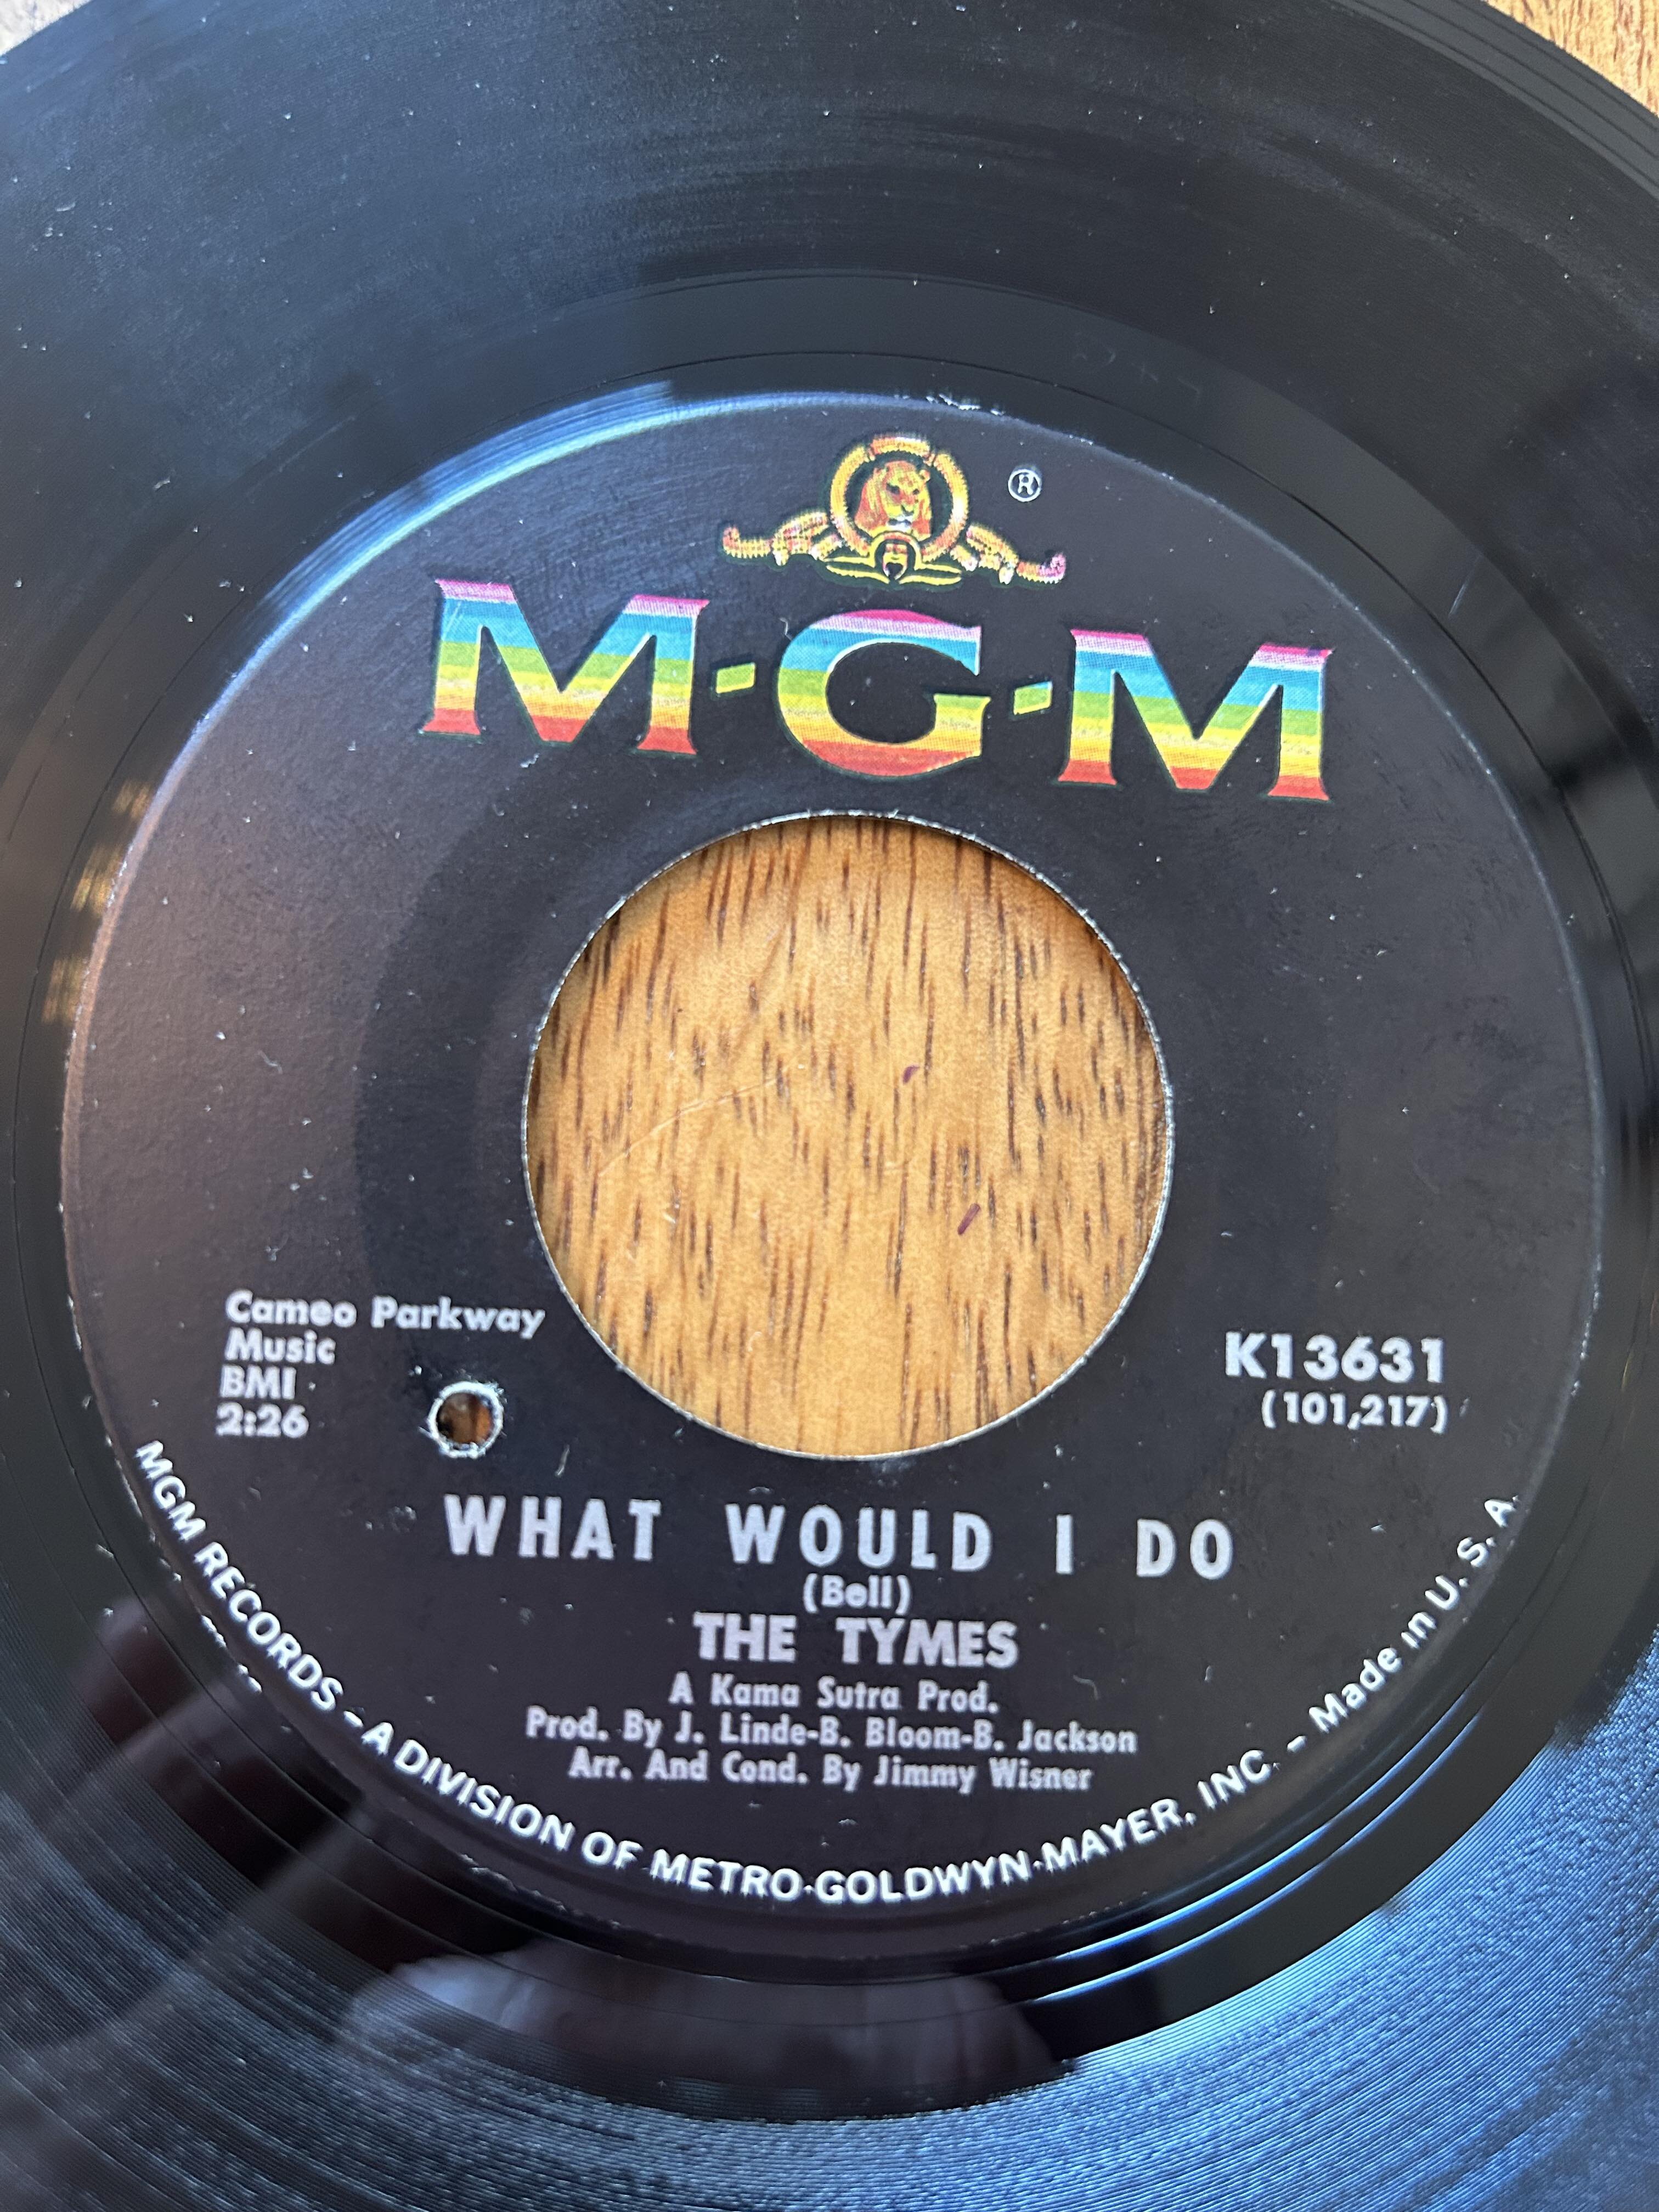 ®
M·G·M
Cameo Parkway
Music
BMI
2:26
K13631
(101,217)
WHAT WOULD I DO
(Bell)
THE TYMES
A Kama Sutra Prod.
Prod. By J. Linde-B. Bloom-B. Jackson
Arr. And Cond. By Jimmy Wisner
MGM RECORDS - A DIVISION OF METRO-GOLDWYN-MAYER, INC. - Made in U. S. A.